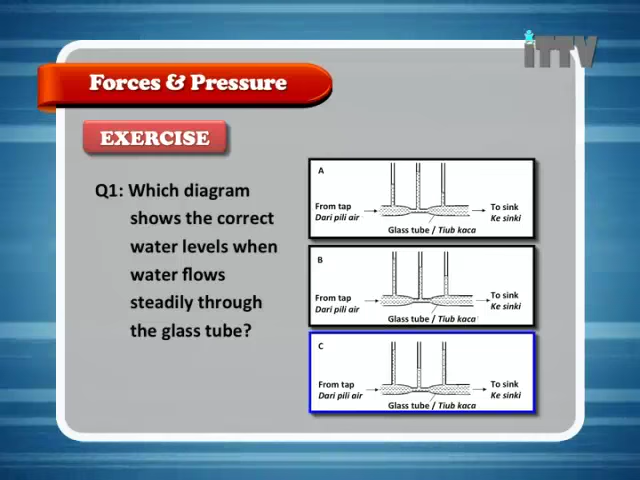 iTTV
Forces & Pressure
EXERCISE
Q1: Which diagram
shows the correct
water levels when
water flows
steadily through
the glass tube?
A
From tap
Dari pili air
To sink
Ke sinki
Glass tube / Tiub kaca
B
From tap
Dari pili air
To sink
Ke sinki
Glass tube / Tiub kaca
C
From tap
Dari pili air
To sink
Ke sinki
Glass tube / Tiub kaca